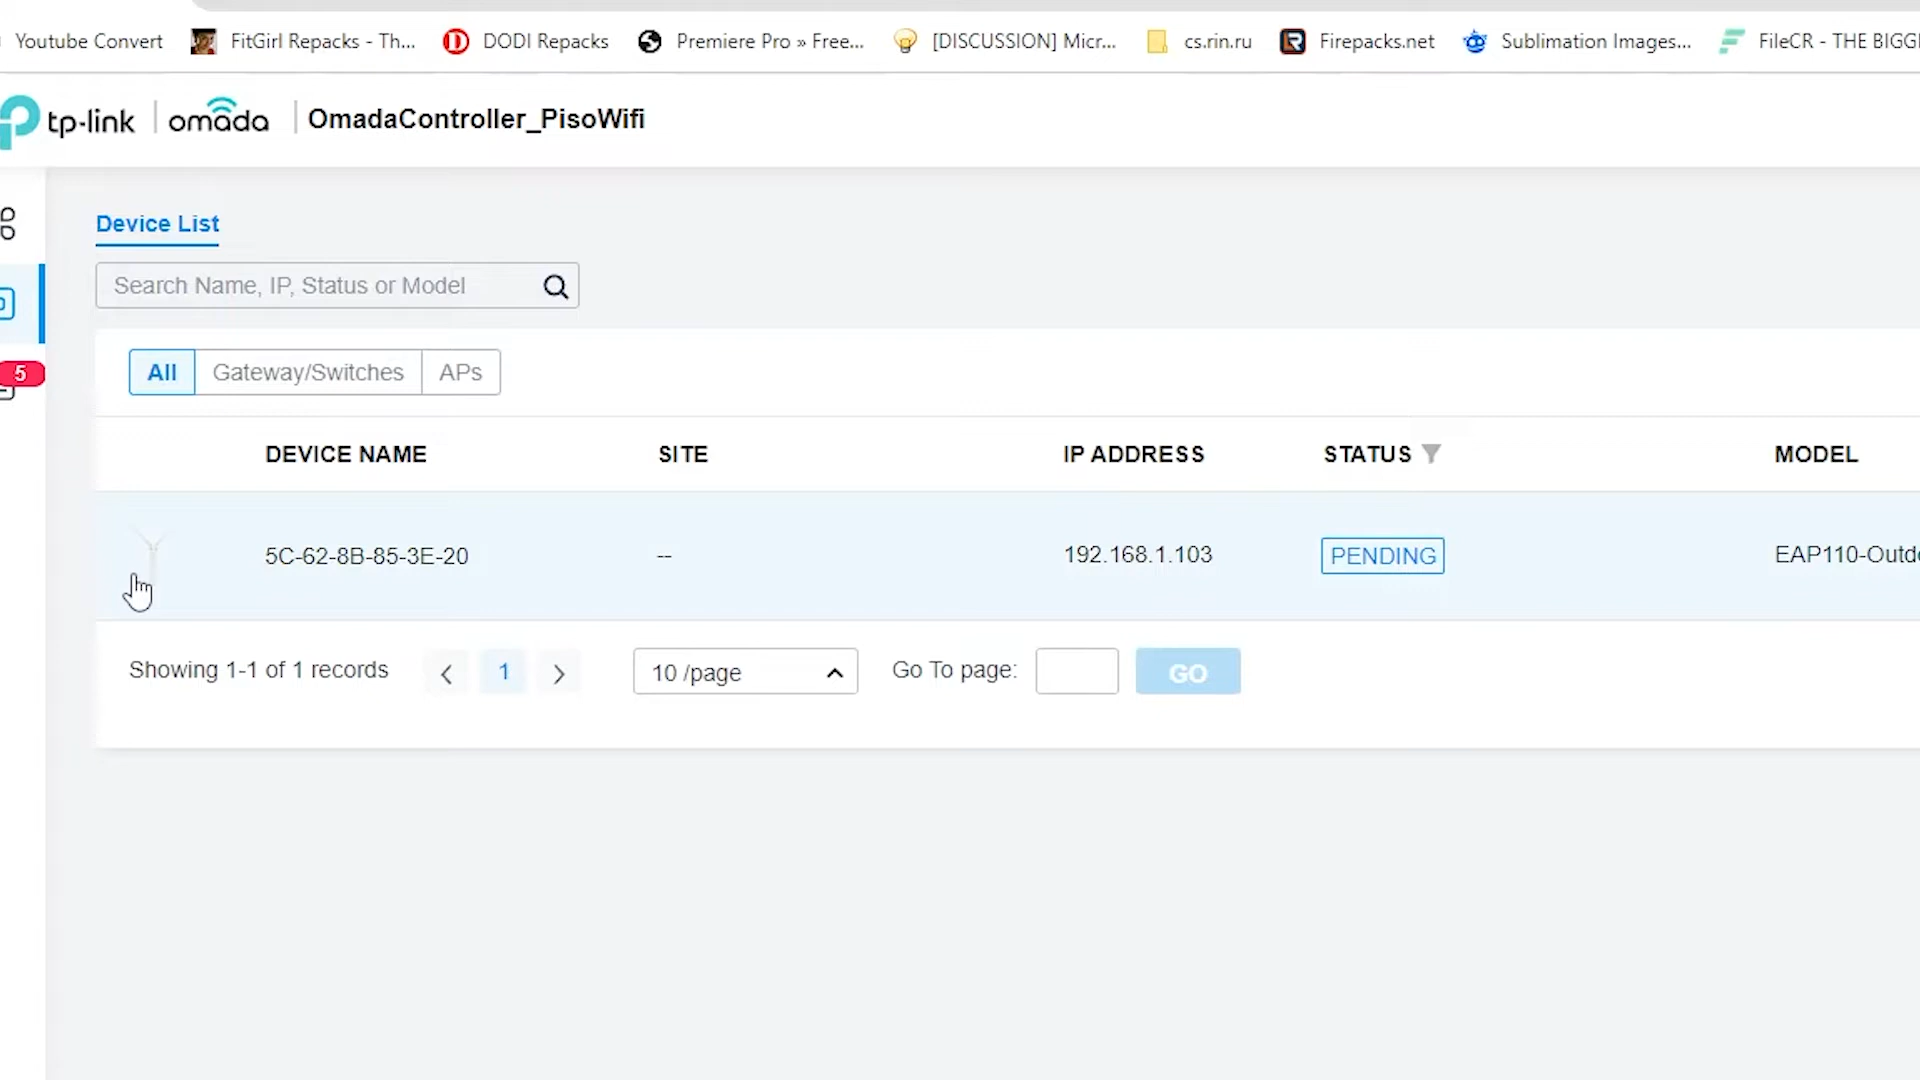 Youtube Convert FitGirl Repacks - Th... DODI Repacks Premiere Pro » Free... [DISCUSSION] Micr... cs.rin.ru Firepacks.net Sublimation Images... FileCR - THE BIGG
tp-link omada OmadaController_PisoWifi
Device List
Search Name, IP, Status or Model
5
All Gateway/Switches APs
DEVICE NAME SITE IP ADDRESS STATUS MODEL
5C-62-8B-85-3E-20 -- 192.168.1.103 PENDING EAP110-Outdo
Showing 1-1 of 1 records 1 10 /page Go To page: GO